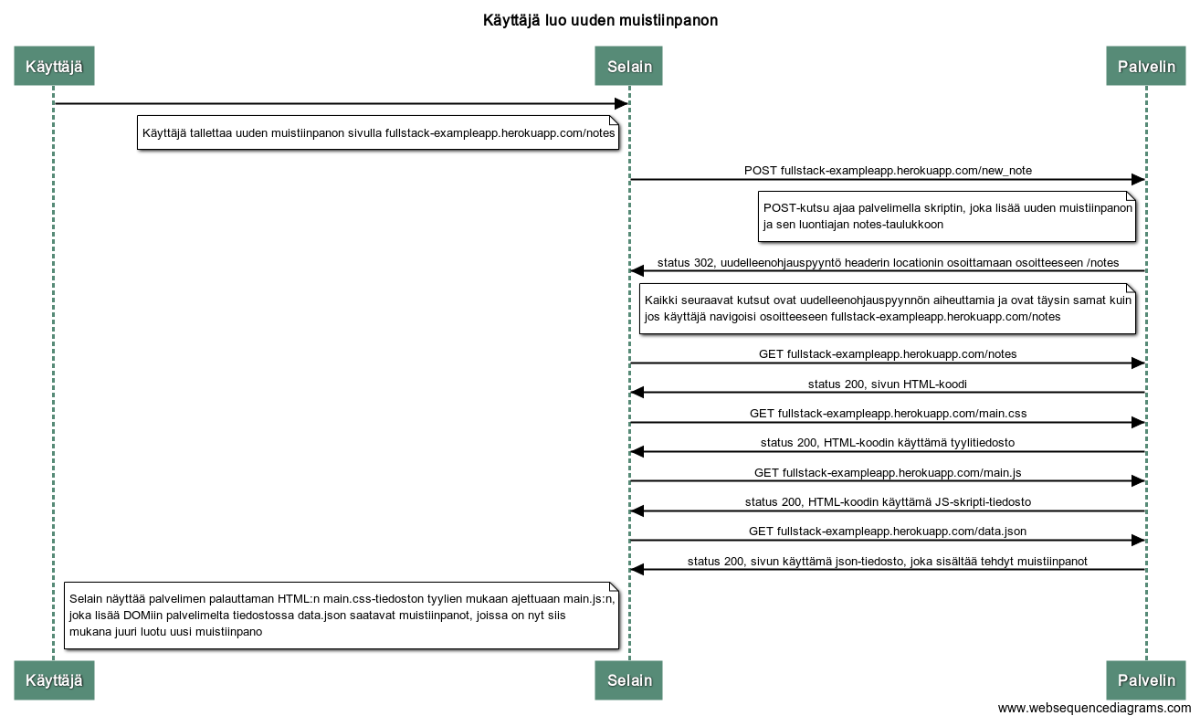 Käyttäjä luo uuden muistiinpanon
Käyttäjä
Selain
Palvelin
Käyttäjä tallettaa uuden muistiinpanon sivulla fullstack-exampleapp.herokuapp.com/notes
POST fullstack-exampleapp.herokuapp.com/new_note
POST-kutsu ajaa palvelimella skriptin, joka lisää uuden muistiinpanon
ja sen luontiajan notes-taulukkoon
status 302, uudelleenohjauspyyntö headerin locationin osoittamaan osoitteeseen /notes
Kaikki seuraavat kutsut ovat uudelleenohjauspyynnön aiheuttamia ja ovat täysin samat kuin
jos käyttäjä navigoisi osoitteeseen fullstack-exampleapp.herokuapp.com/notes
GET fullstack-exampleapp.herokuapp.com/notes
status 200, sivun HTML-koodi
GET fullstack-exampleapp.herokuapp.com/main.css
status 200, HTML-koodin käyttämä tyylitiedosto
GET fullstack-exampleapp.herokuapp.com/main.js
status 200, HTML-koodin käyttämä JS-skripti-tiedosto
GET fullstack-exampleapp.herokuapp.com/data.json
status 200, sivun käyttämä json-tiedosto, joka sisältää tehdyt muistiinpanot
Selain näyttää palvelimen palauttaman HTML:n main.css-tiedoston tyylien mukaan ajettuaan main.js:n,
joka lisää DOMiin palvelimelta tiedostossa data.json saatavat muistiinpanot, joissa on nyt siis
mukana juuri luotu uusi muistiinpano
Käyttäjä
Selain
Palvelin
www.websequencediagrams.com